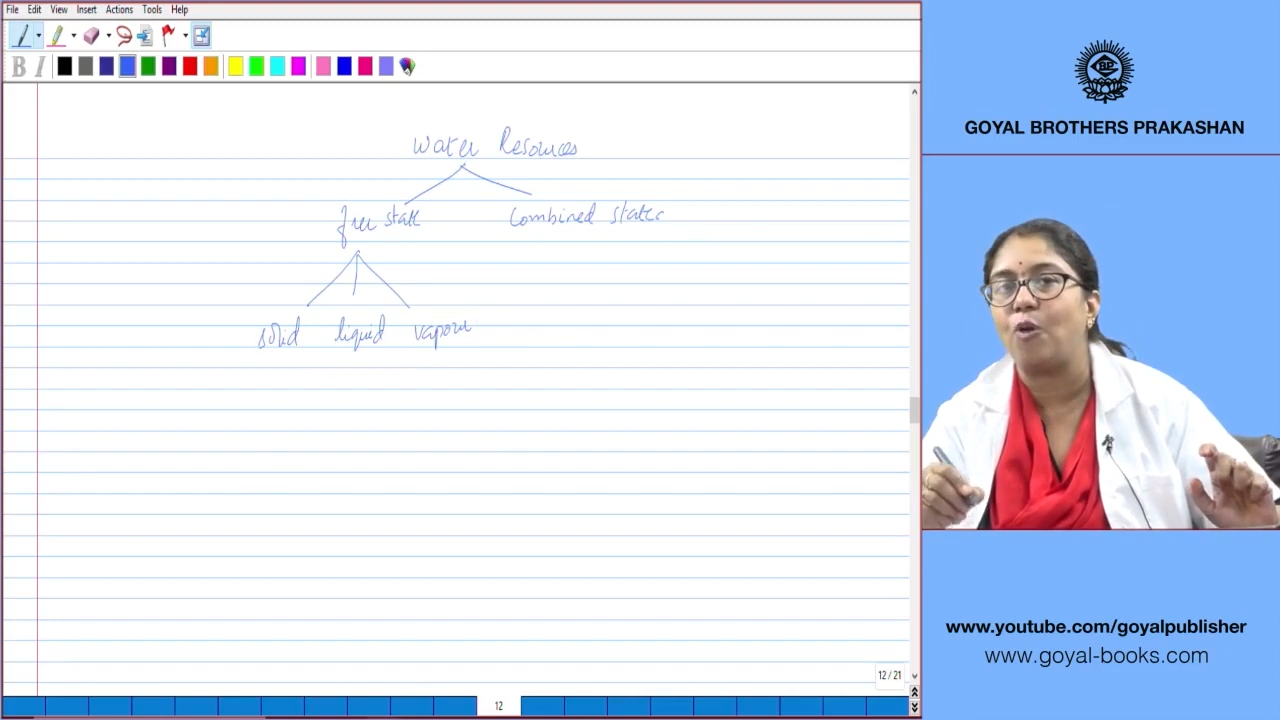 File Edit View Insert Actions Tools Help
B I
GOYAL BROTHERS PRAKASHAN
Water Resources
free state combined states
solid liquid vapour
www.youtube.com/goyalpublisher
www.goyal-books.com
12 / 21
12